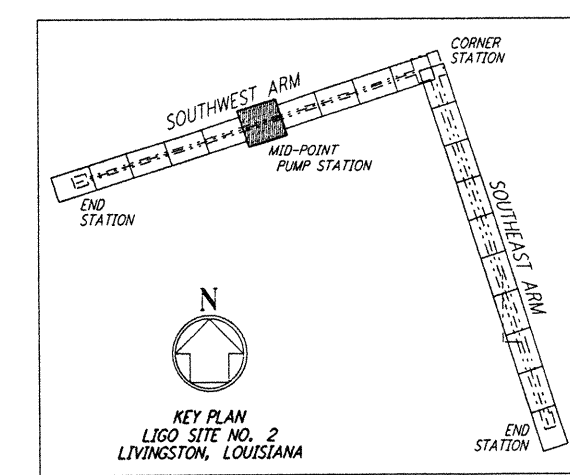 CORNER
STATION
SOUTHWEST ARM
MID-POINT
PUMP STATION
END
STATION
SOUTHEAST ARM
N
KEY PLAN
LIGO SITE NO. 2
LIVINGSTON, LOUISIANA
END
STATION